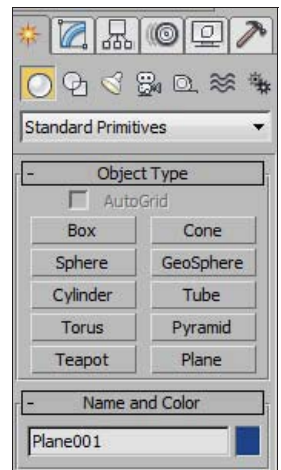 Standard Primitives
- Object Type
AutoGrid
Box Cone
Sphere GeoSphere
Cylinder Tube
Torus Pyramid
Teapot Plane
- Name and Color
Plane001